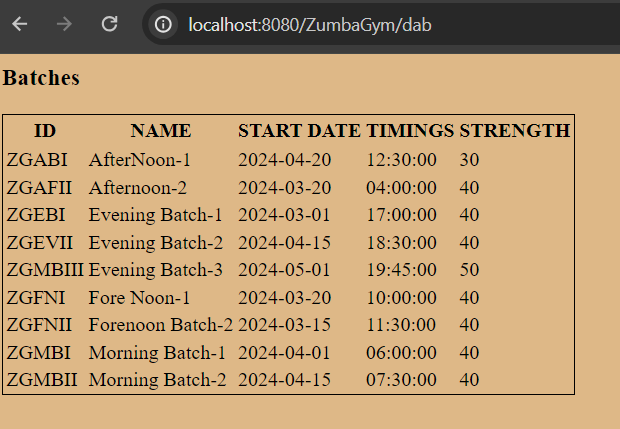 localhost:8080/ZumbaGym/dab
Batches
ID NAME START DATE TIMINGS STRENGTH
ZGABI AfterNoon-1 2024-04-20 12:30:00 30
ZGAFII Afternoon-2 2024-03-20 04:00:00 40
ZGEBI Evening Batch-1 2024-03-01 17:00:00 40
ZGEVII Evening Batch-2 2024-04-15 18:30:00 40
ZGMBIII Evening Batch-3 2024-05-01 19:45:00 50
ZGFNI Fore Noon-1 2024-03-20 10:00:00 40
ZGFNII Forenoon Batch-2 2024-03-15 11:30:00 40
ZGMBI Morning Batch-1 2024-04-01 06:00:00 40
ZGMBII Morning Batch-2 2024-04-15 07:30:00 40